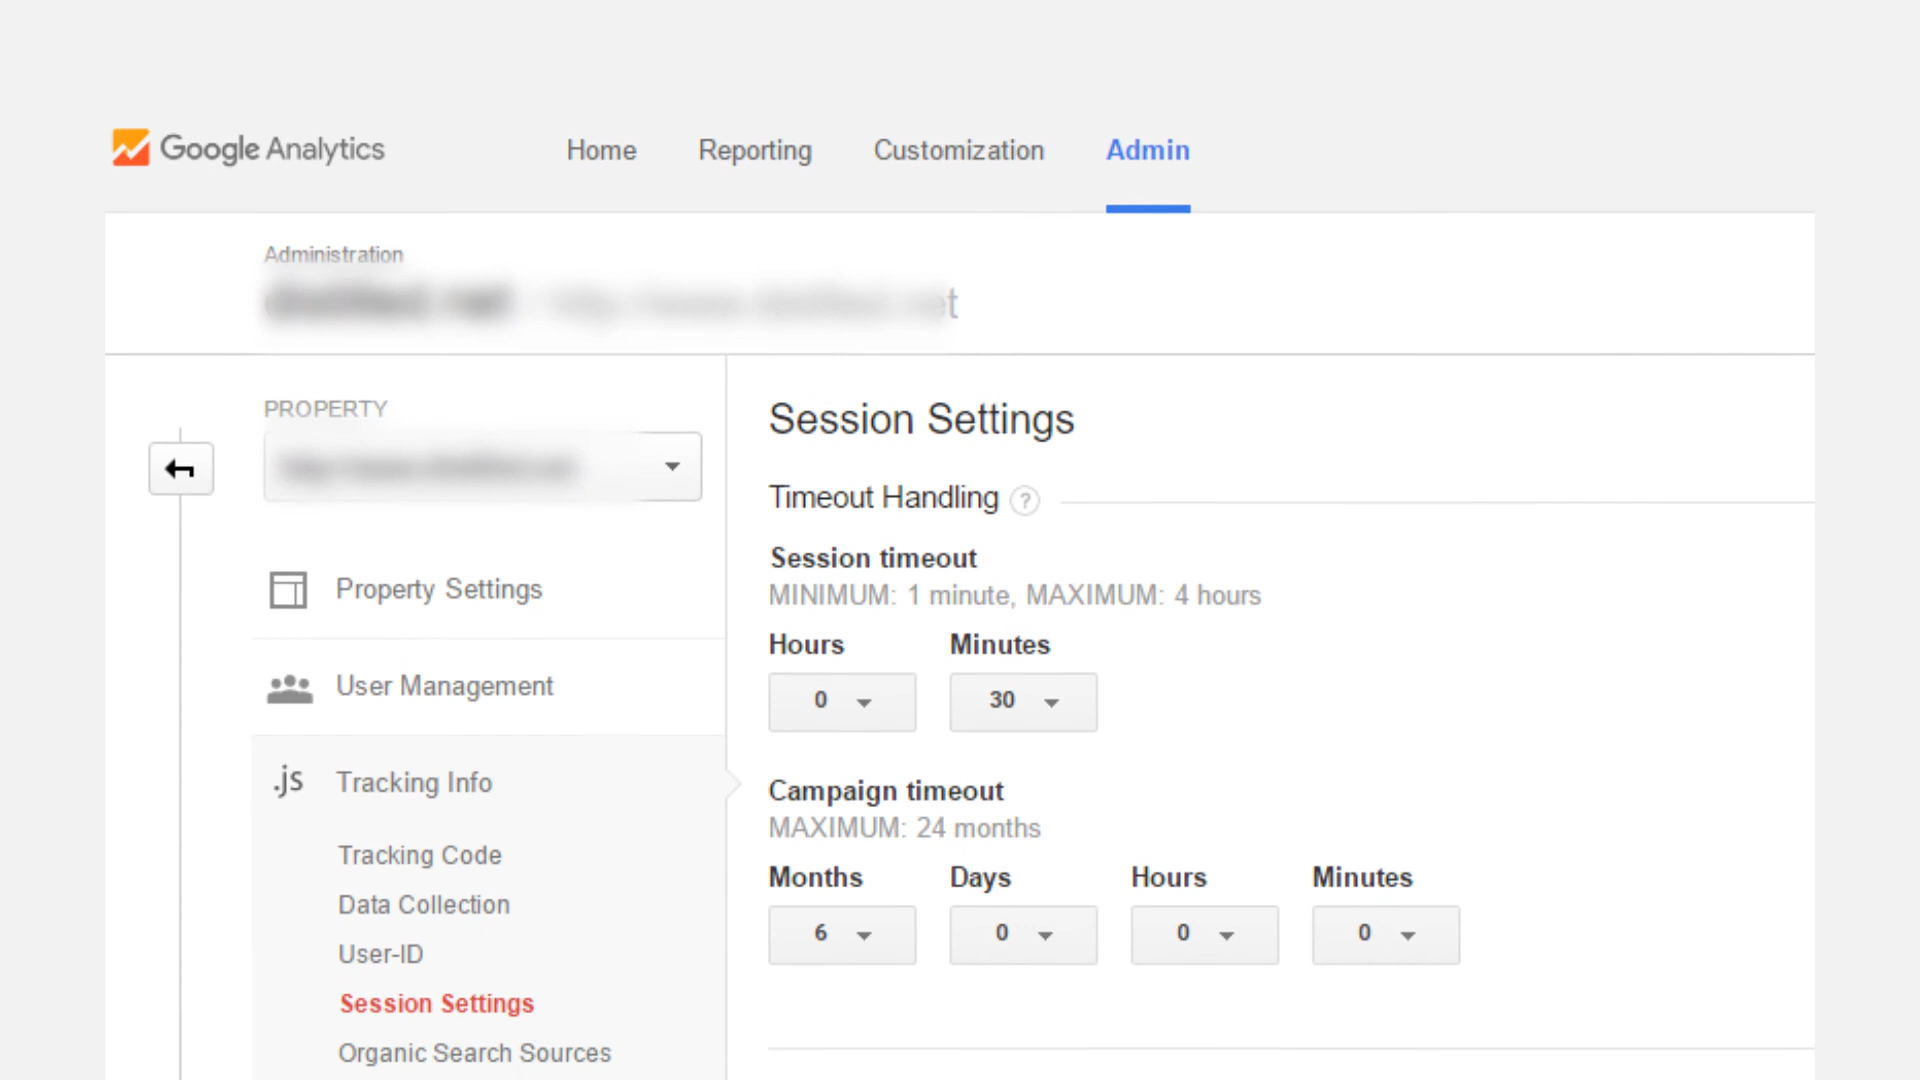 Google Analytics
Home Reporting Customization Admin
Administration
PROPERTY
Property Settings
User Management
.js Tracking Info
Tracking Code
Data Collection
User-ID
Session Settings
Organic Search Sources
Session Settings
Timeout Handling ?
Session timeout
MINIMUM: 1 minute, MAXIMUM: 4 hours
Hours Minutes
0 30
Campaign timeout
MAXIMUM: 24 months
Months Days Hours Minutes
6 0 0 0